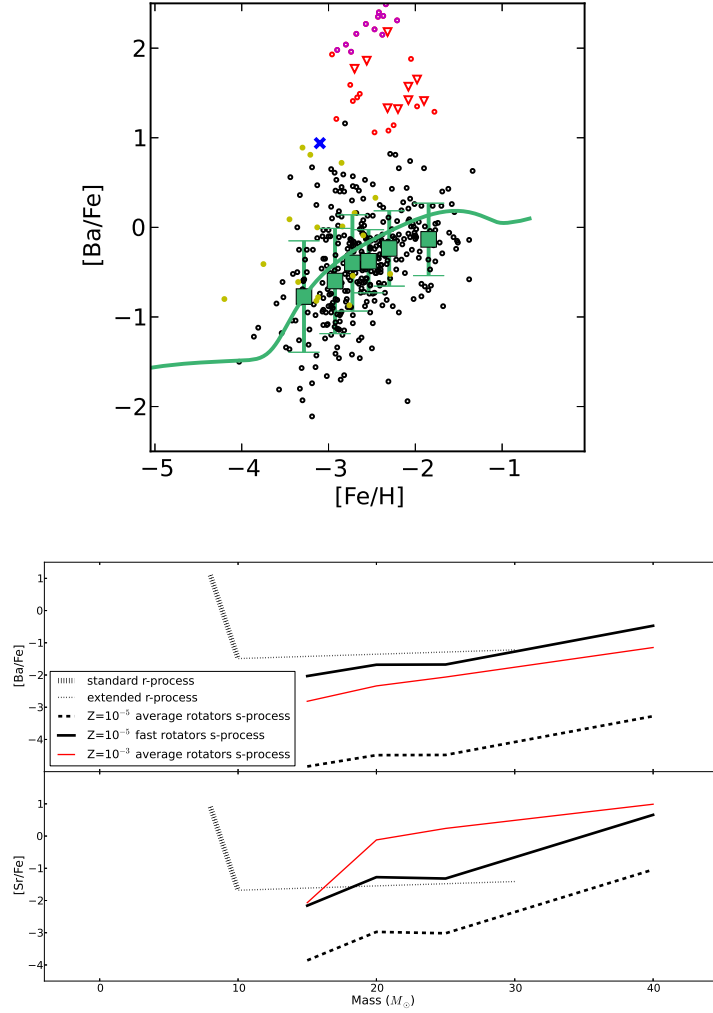 2
1
0
−1
−2
[Ba/Fe]
−5 −4 −3 −2 −1
[Fe/H]
1
0
−1
−2
−3
−4
[Ba/Fe]
standard r-process
extended r-process
Z=10⁻⁵ average rotators s-process
Z=10⁻⁵ fast rotators s-process
Z=10⁻³ average rotators s-process
1
0
−1
−2
−3
−4
[Sr/Fe]
0 10 20 30 40
Mass (M⊙)